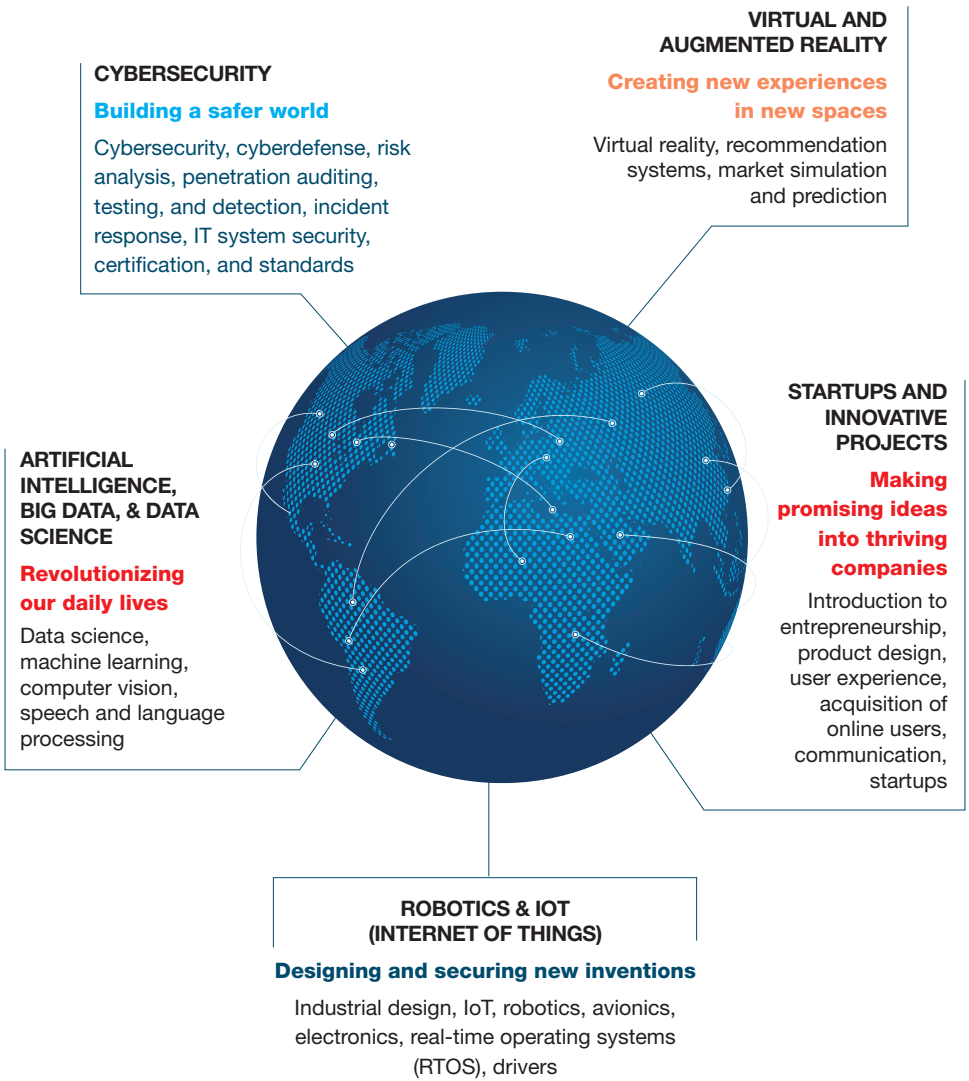 CYBERSECURITY
Building a safer world
Cybersecurity, cyberdefense, risk
analysis, penetration auditing,
testing, and detection, incident
response, IT system security,
certification, and standards
VIRTUAL AND
AUGMENTED REALITY
Creating new experiences
in new spaces
Virtual reality, recommendation
systems, market simulation
and prediction
ARTIFICIAL
INTELLIGENCE,
BIG DATA, & DATA
SCIENCE
Revolutionizing
our daily lives
Data science,
machine learning,
computer vision,
speech and language
processing
STARTUPS AND
INNOVATIVE
PROJECTS
Making
promising ideas
into thriving
companies
Introduction to
entrepreneurship,
product design,
user experience,
acquisition of
online users,
communication,
startups
ROBOTICS & IOT
(INTERNET OF THINGS)
Designing and securing new inventions
Industrial design, IoT, robotics, avionics,
electronics, real-time operating systems
(RTOS), drivers